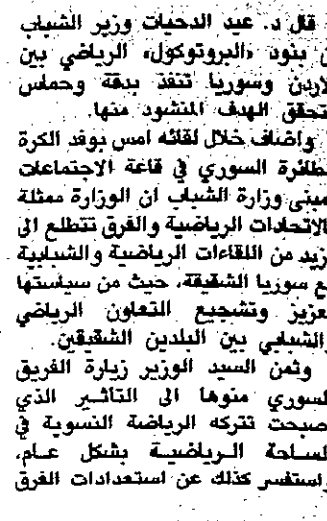 قال د. عيد الدحيات وزير الشباب
بنود «البروتوكول» الرياضي بين
لاردن وسوريا تنفذ بدقة وحماس
تحقق الهدف المنشود منها.
واضاف خلال لقائه امس بوفد الكرة
طائرة السوري في قاعة الاجتماعات
مبنى وزارة الشباب ان الوزارة ممثلة
الاتحادات الرياضية والفرق تتطلع الى
زيد من اللقاءات الرياضية والشبابية
ع سوريا الشقيقة، حيث من سياستها
عزيز وتشجيع التعاون الرياضي
الشبابي بين البلدين الشقيقين.
وثمن السيد الوزير زيارة الفريق
لسوري منوها الى التأثير الذي
صبحت تتركه الرياضة النسوية في
لساحة الرياضية بشكل عام،
استفسر كذلك عن استعدادات الفرق